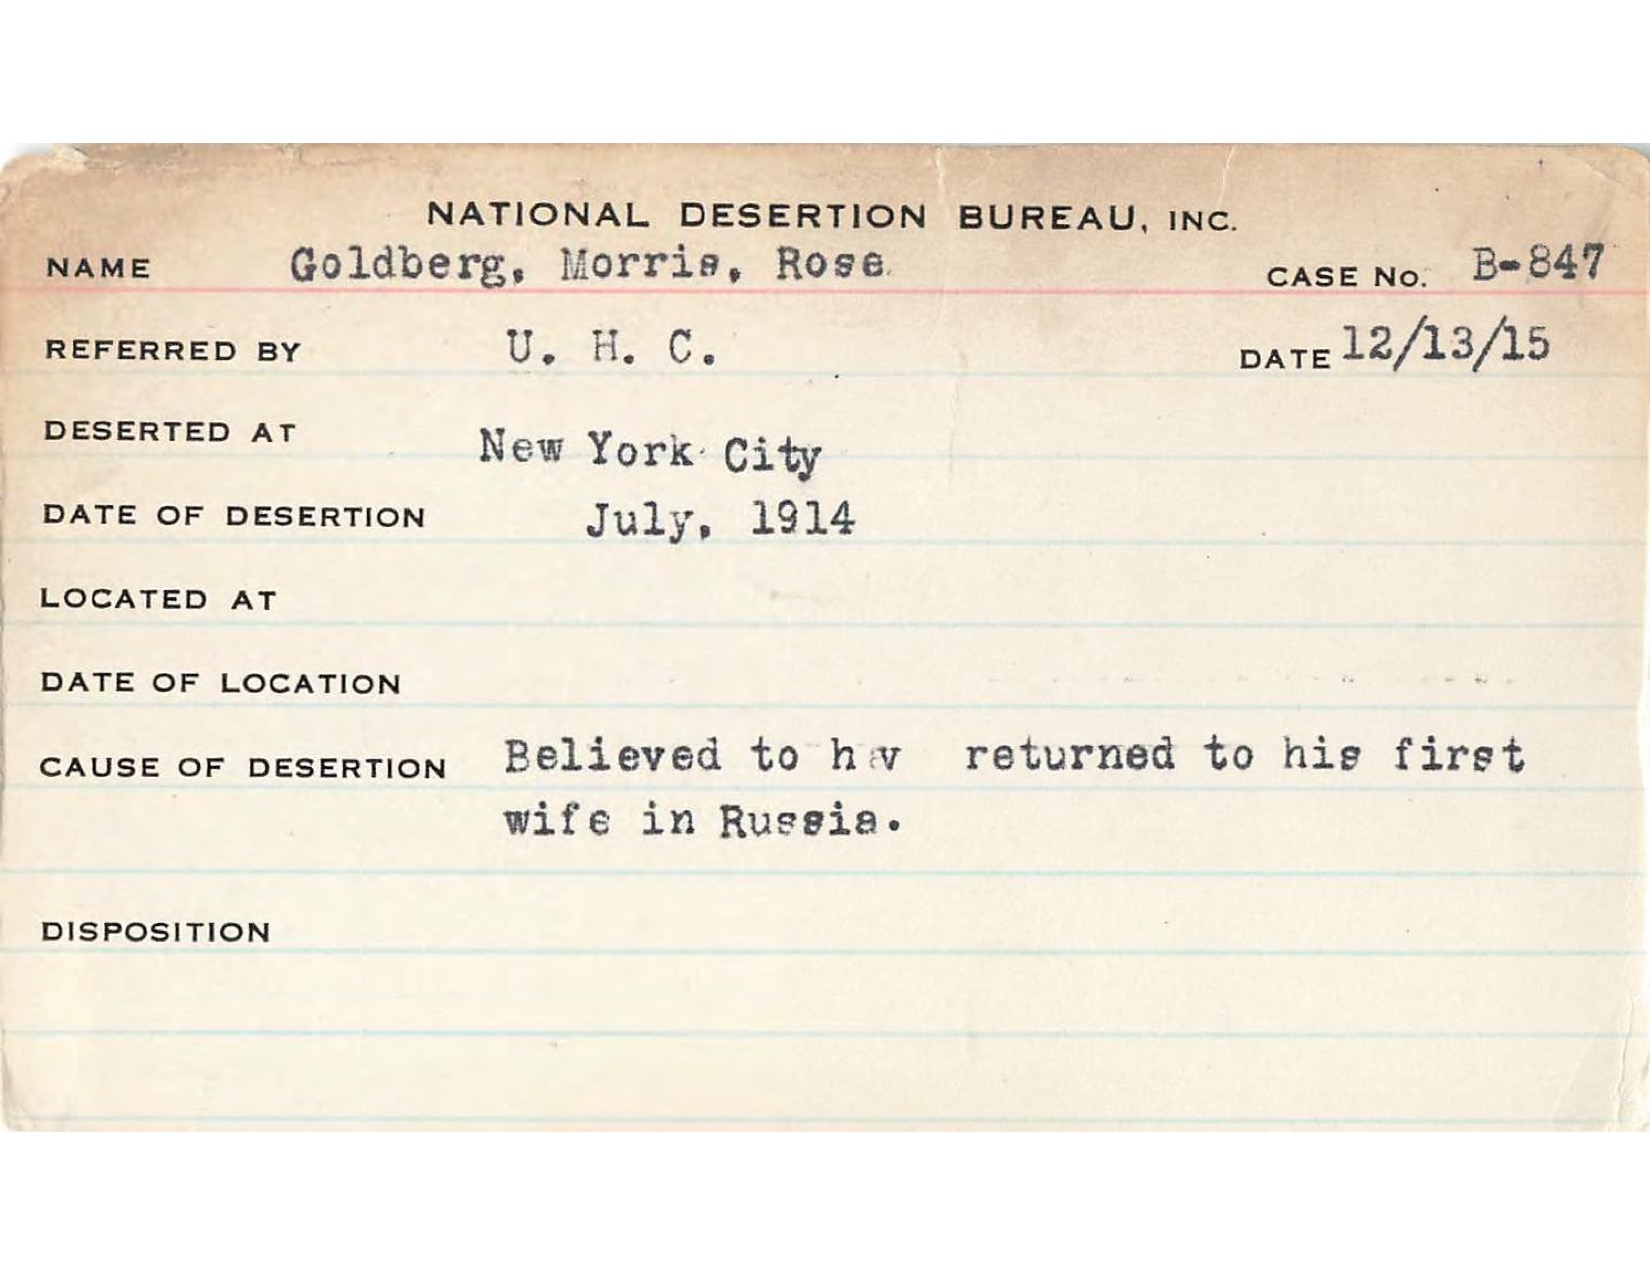 NATIONAL DESERTION BUREAU, INC.
NAME Goldberg, Morris, Rose CASE No. B-847
REFERRED BY U. H. C. DATE 12/13/15
DESERTED AT New York City
DATE OF DESERTION July, 1914
LOCATED AT
DATE OF LOCATION
CAUSE OF DESERTION Believed to hav returned to his first
wife in Russia.
DISPOSITION